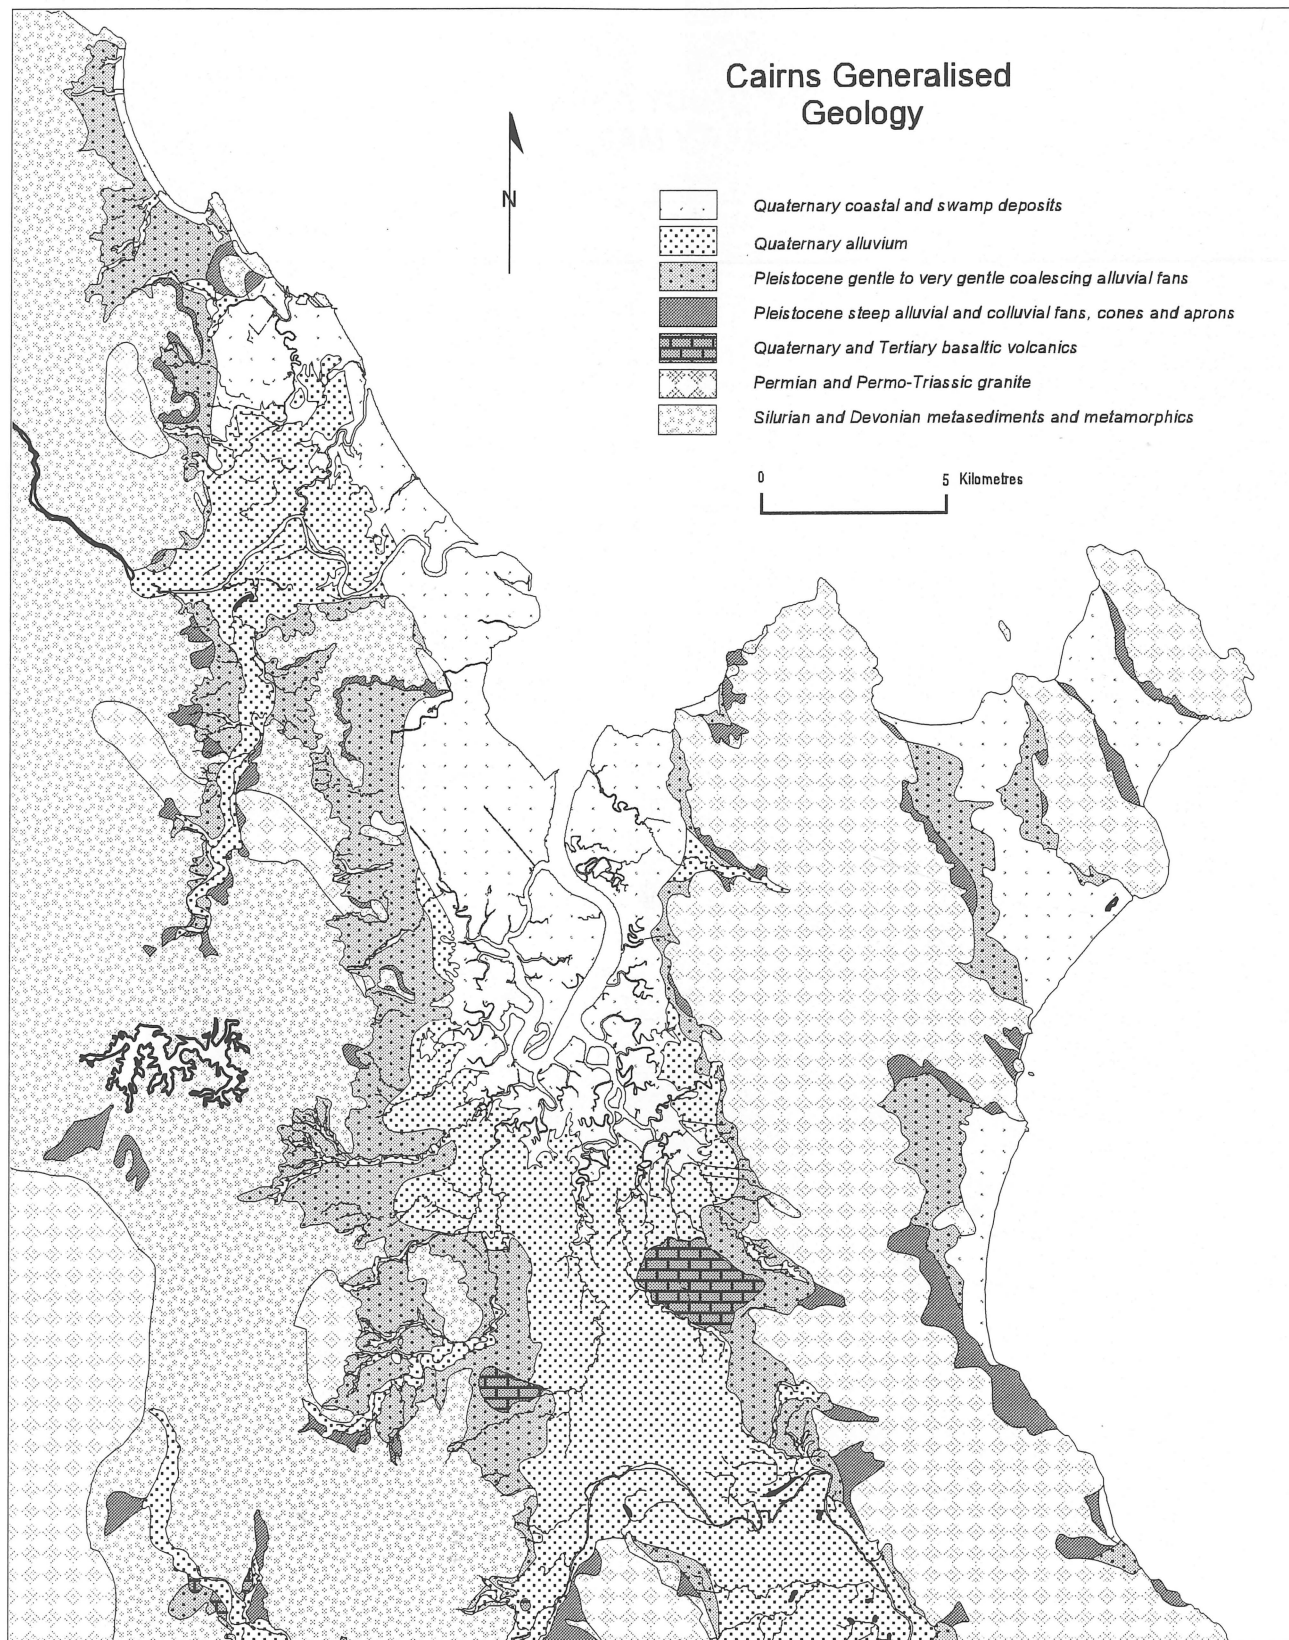 Cairns Generalised
Geology
N
Quaternary coastal and swamp deposits
Quaternary alluvium
Pleistocene gentle to very gentle coalescing alluvial fans
Pleistocene steep alluvial and colluvial fans, cones and aprons
Quaternary and Tertiary basaltic volcanics
Permian and Permo-Triassic granite
Silurian and Devonian metasediments and metamorphics
0 5 Kilometres